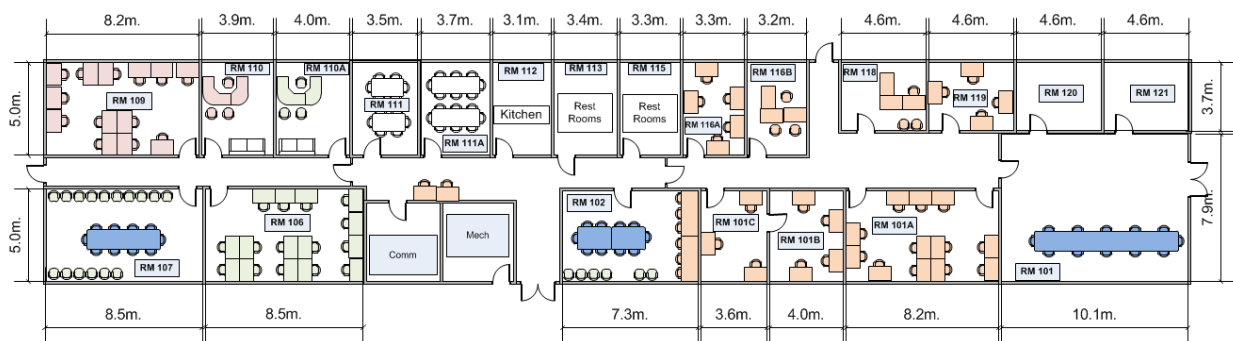 8.2m.
3.9m.
4.0m.
3.5m.
3.7m.
3.1m.
3.4m.
3.3m.
3.3m.
3.2m.
4.6m.
4.6m.
4.6m.
4.6m.
5.0m.
RM 109
RM 110
RM 110A
RM 111
RM 111A
RM 112
Kitchen
RM 113
Rest
Rooms
RM 115
Rest
Rooms
RM 116A
RM 116B
RM 118
RM 119
RM 120
RM 121
3.7m.
5.0m.
RM 107
RM 106
Comm
Mech
RM 102
RM 101C
RM 101B
RM 101A
RM 101
7.9m.
8.5m.
8.5m.
7.3m.
3.6m.
4.0m.
8.2m.
10.1m.